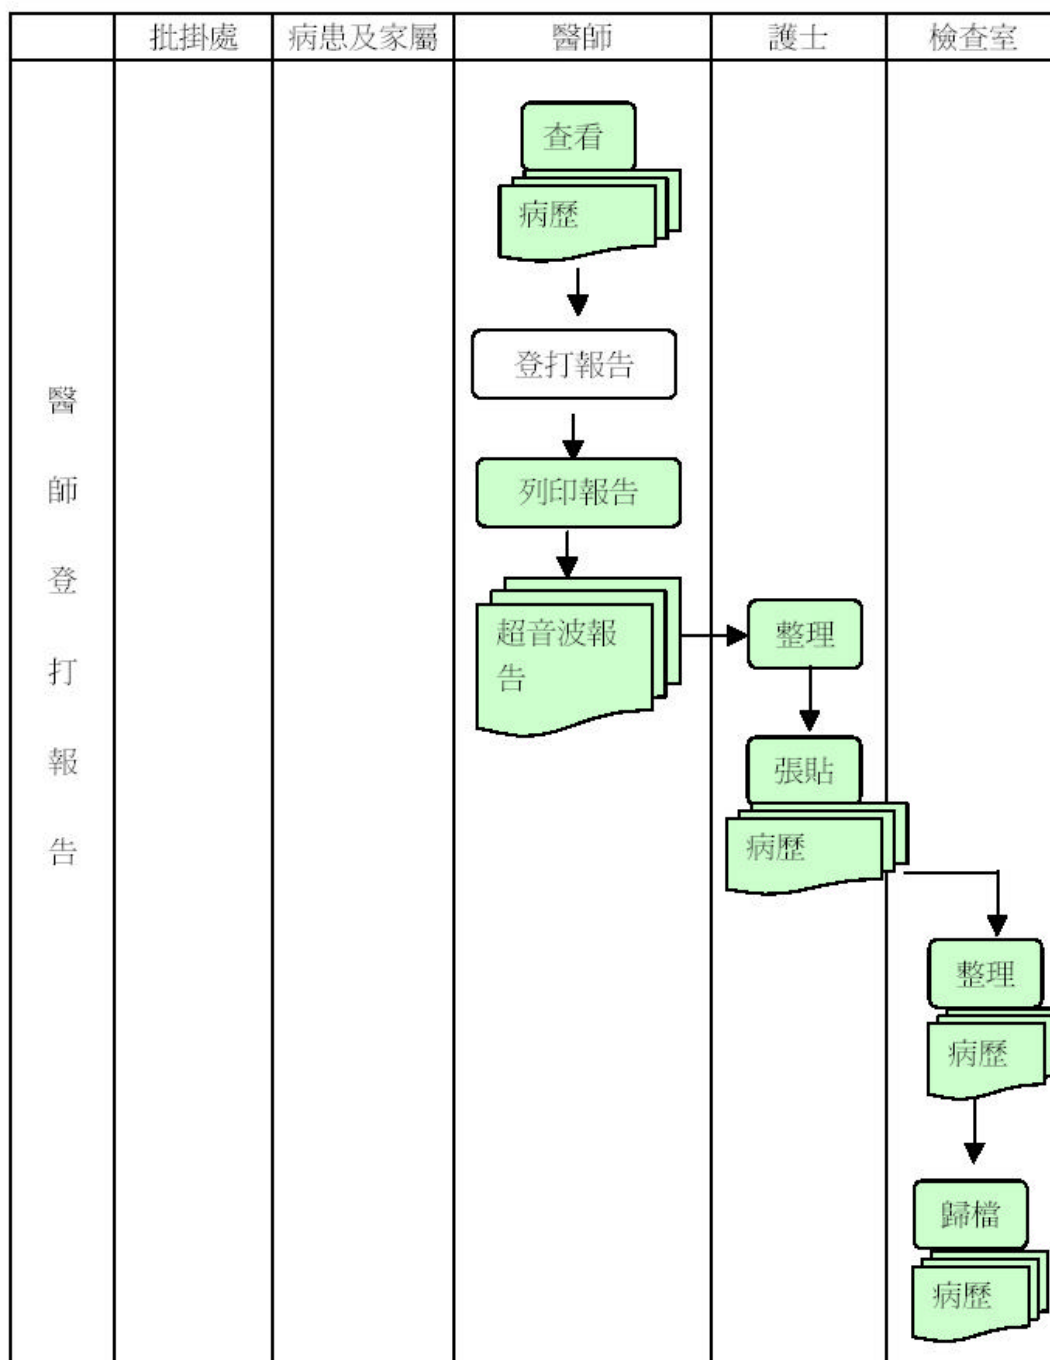 批掛處 病患及家屬 醫師 護士 檢查室
醫師登打報告
查看
病歷
登打報告
列印報告
超音波報
告
整理
張貼
病歷
整理
病歷
歸檔
病歷